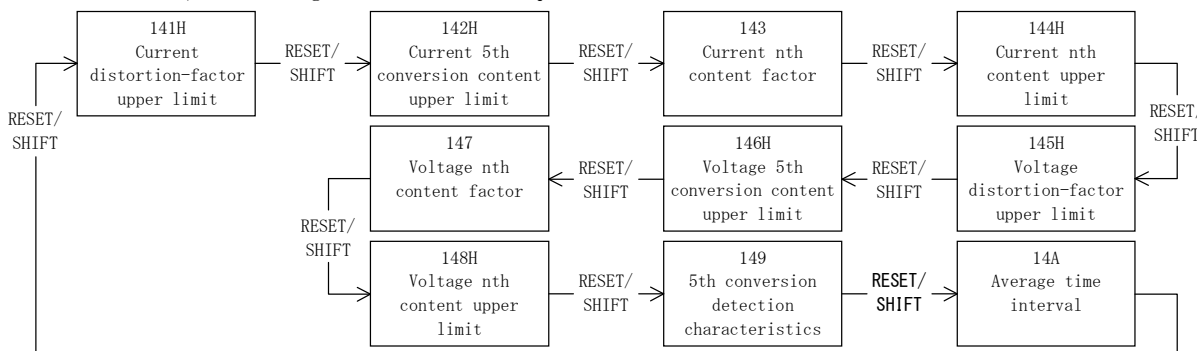 141H
Current
distortion-factor
upper limit
RESET/
SHIFT
142H
Current 5th
conversion content
upper limit
RESET/
SHIFT
143
Current nth
content factor
RESET/
SHIFT
144H
Current nth
content upper
limit
RESET/
SHIFT
145H
Voltage
distortion-factor
upper limit
RESET/
SHIFT
146H
Voltage 5th
conversion content
upper limit
RESET/
SHIFT
147
Voltage nth
content factor
RESET/
SHIFT
148H
Voltage nth
content upper
limit
RESET/
SHIFT
149
5th conversion
detection
characteristics
RESET/
SHIFT
14A
Average time
interval
RESET/
SHIFT